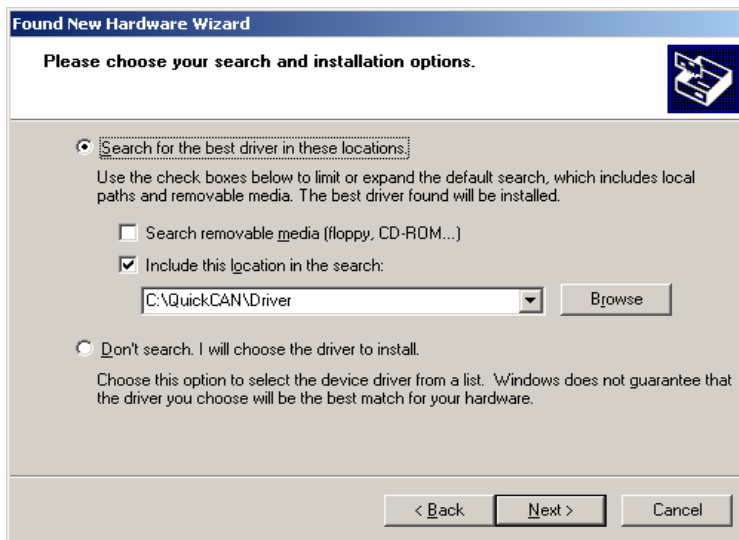 Found New Hardware Wizard
Please choose your search and installation options.
Search for the best driver in these locations.
Use the check boxes below to limit or expand the default search, which includes local
paths and removable media. The best driver found will be installed.
Search removable media (floppy, CD-ROM...)
Include this location in the search:
C:\QuickCAN\Driver
Browse
Don't search. I will choose the driver to install.
Choose this option to select the device driver from a list. Windows does not guarantee that
the driver you choose will be the best match for your hardware.
< Back Next > Cancel